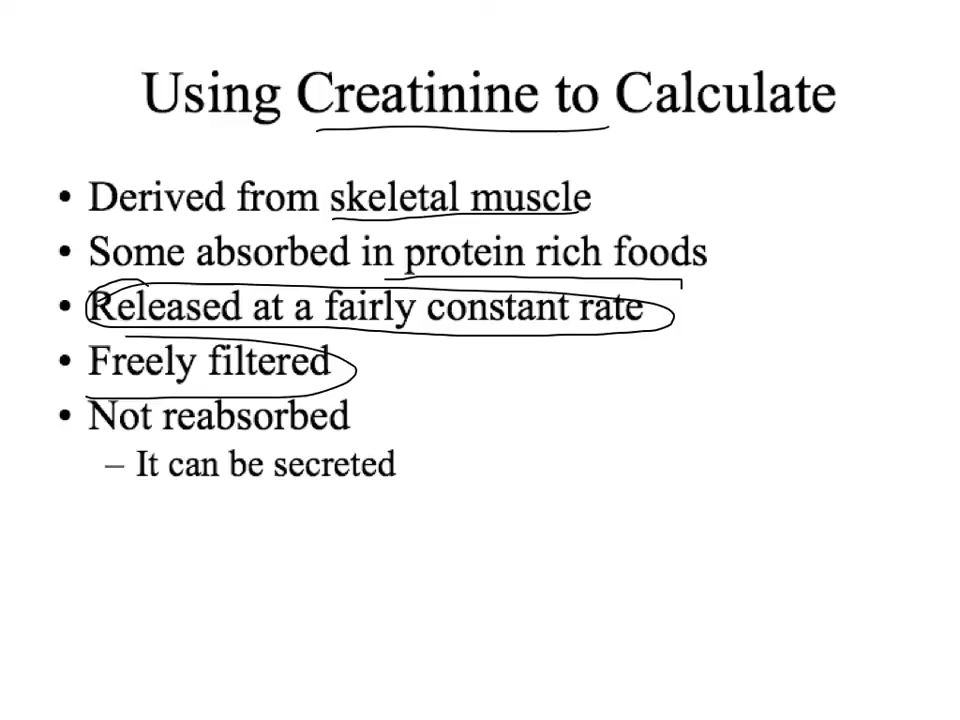 Using Creatinine to Calculate
• Derived from skeletal muscle
• Some absorbed in protein rich foods
• Released at a fairly constant rate
• Freely filtered
• Not reabsorbed
– It can be secreted